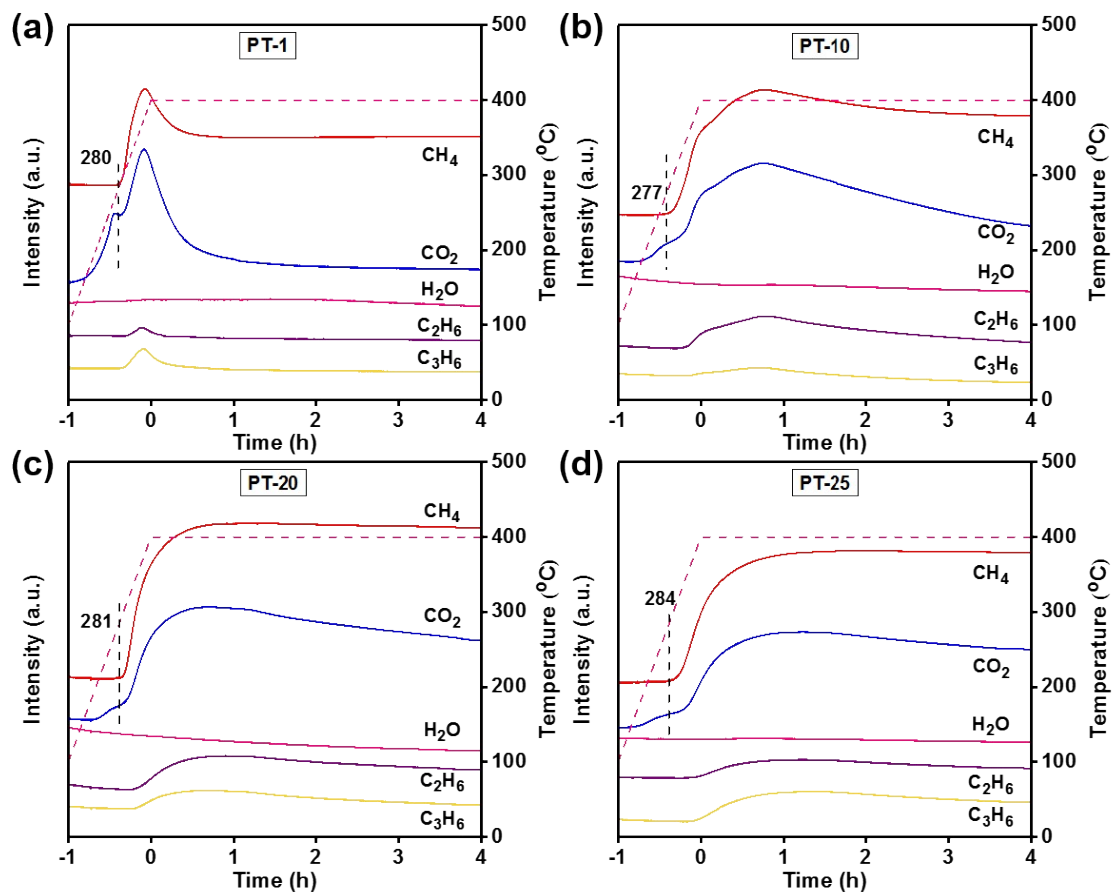 (a)
PT-1
Intensity (a.u.)
280
CH4
CO2
H2O
C2H6
C3H6
500
400
300
200
100
0
Temperature (°C)
-1 0 1 2 3 4
Time (h)
(b)
PT-10
Intensity (a.u.)
277
CH4
CO2
H2O
C2H6
C3H6
500
400
300
200
100
0
Temperature (°C)
-1 0 1 2 3 4
Time (h)
(c)
PT-20
Intensity (a.u.)
281
CH4
CO2
H2O
C2H6
C3H6
500
400
300
200
100
0
Temperature (°C)
-1 0 1 2 3 4
Time (h)
(d)
PT-25
Intensity (a.u.)
284
CH4
CO2
H2O
C2H6
C3H6
500
400
300
200
100
0
Temperature (°C)
-1 0 1 2 3 4
Time (h)